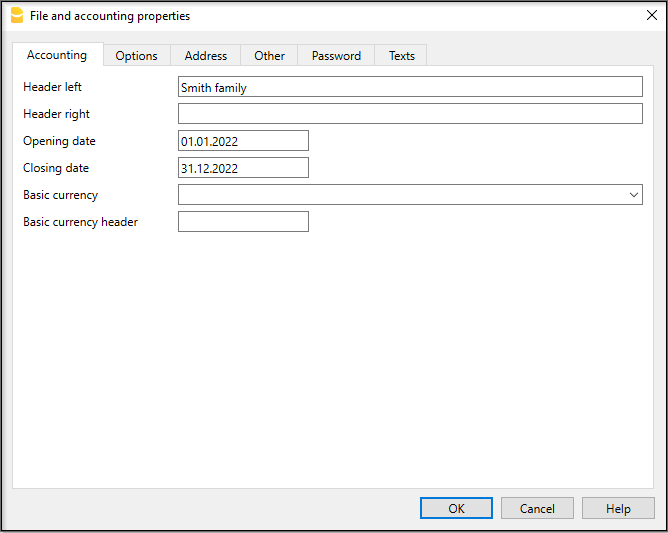 File and accounting properties
Accounting Options Address Other Password Texts
Header left Smith family
Header right
Opening date 01.01.2022
Closing date 31.12.2022
Basic currency
Basic currency header
OK Cancel Help